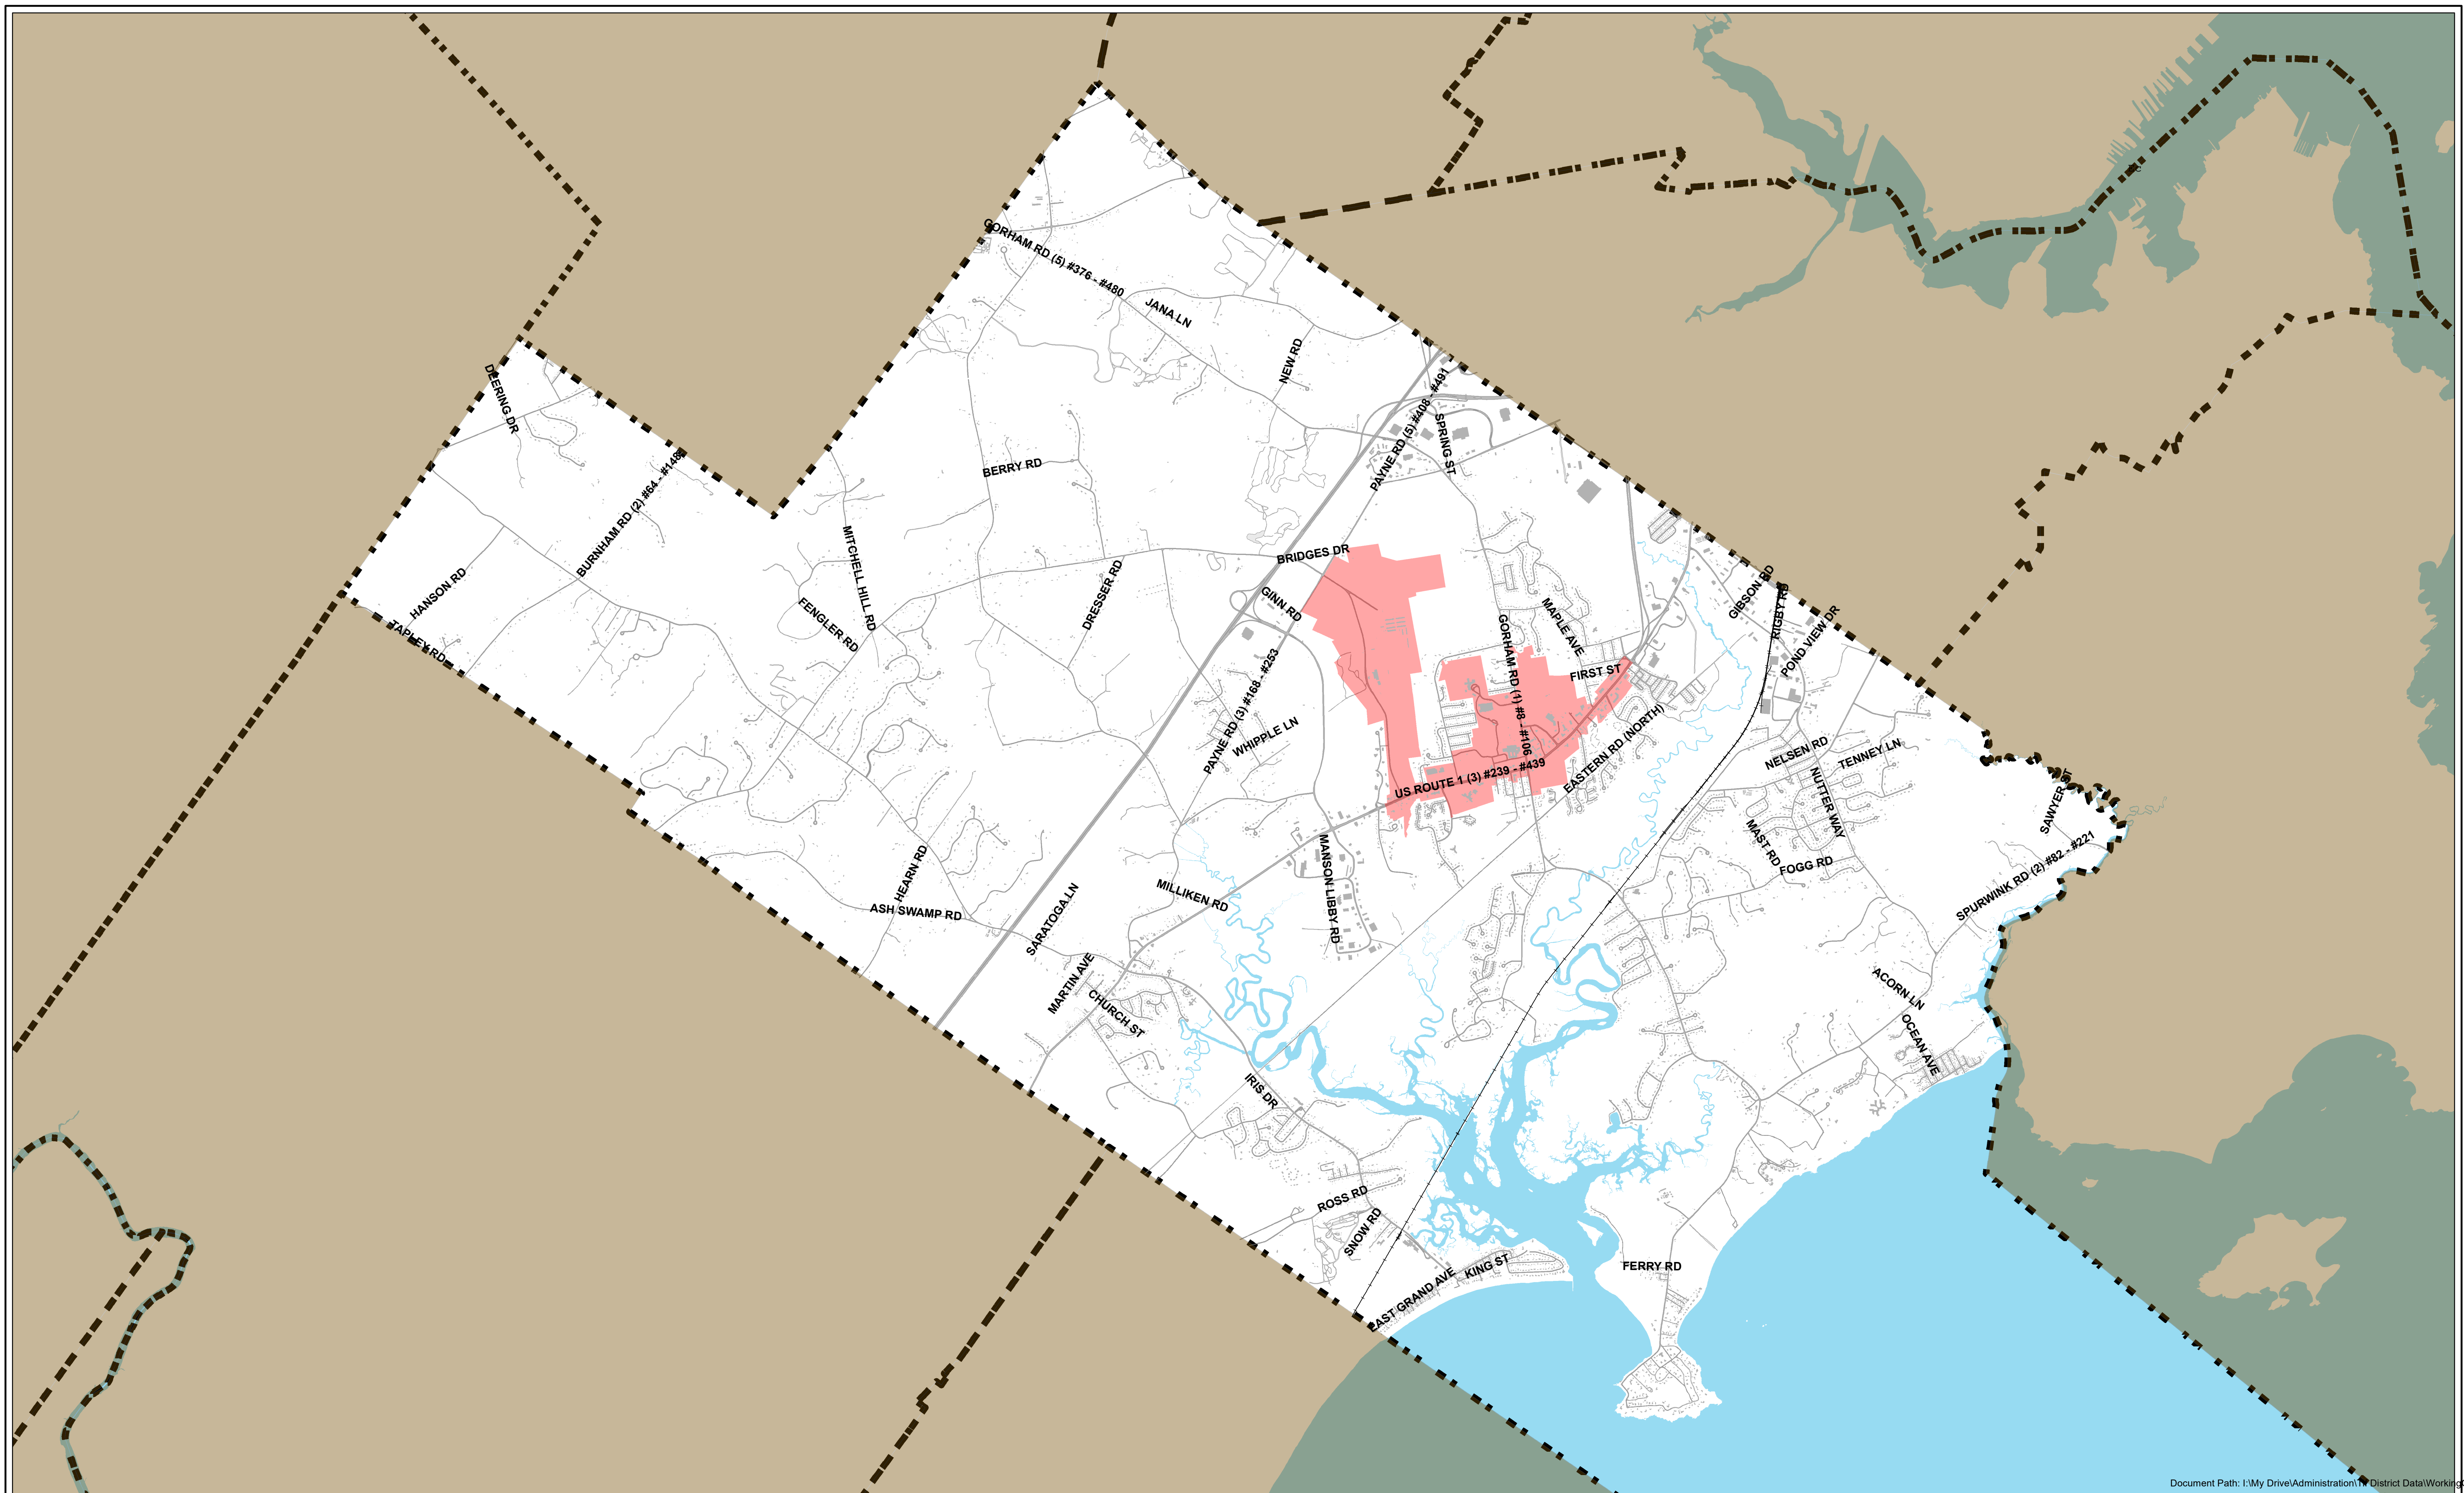 GORHAM RD (5) #376 - #480
JANA LN
NEW RD
DEERING DR
PAYNE RD (5) #408 - #491
SPRING ST
BERRY RD
BURNHAM RD (2) #64 - #148
MITCHELL HILL RD
BRIDGES DR
HANSON RD
DRESSER RD
GINN RD
FENGLER RD
TAPLEY RD
MAPLE AVE
GIBSON RD
RIGBY RD
POND VIEW DR
GORHAM RD (1) #8 - #106
FIRST ST
PAYNE RD (3) #168 - #253
WHIPPLE LN
EASTERN RD (NORTH)
US ROUTE 1 (3) #239 - #439
NELSEN RD
TENNEY LN
NUTTER WAY
SAWYER ST
MAST RD
FOGG RD
SPURWINK RD (2) #82 - #221
HEARN RD
MANSON LIBBY RD
MILLIKEN RD
ASH SWAMP RD
SARATOGA LN
MARTIN AVE
CHURCH ST
ACORN LN
OCEAN AVE
IRIS DR
ROSS RD
SNOW RD
KING ST
FERRY RD
EAST GRAND AVE
Document Path: I:\My Drive\Administration\Tif District Data\Working